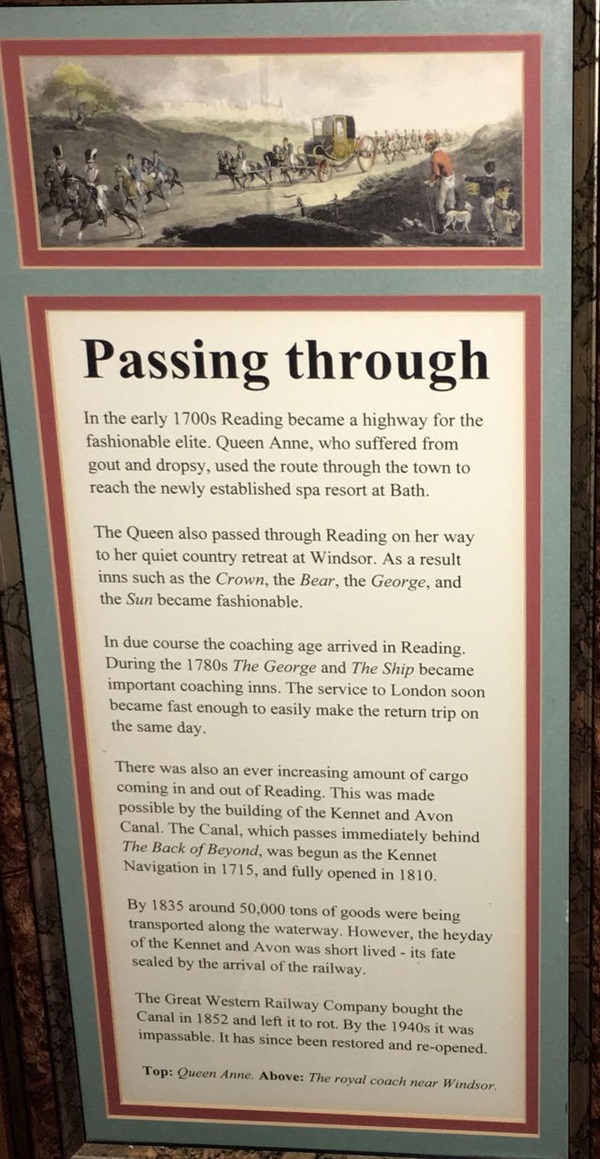 Passing through
In the early 1700s Reading became a highway for the
fashionable elite. Queen Anne, who suffered from
gout and dropsy, used the route through the town to
reach the newly established spa resort at Bath.
The Queen also passed through Reading on her way
to her quiet country retreat at Windsor. As a result
inns such as the Crown, the Bear, the George, and
the Sun became fashionable.
In due course the coaching age arrived in Reading.
During the 1780s The George and The Ship became
important coaching inns. The service to London soon
became fast enough to easily make the return trip on
the same day.
There was also an ever increasing amount of cargo
coming in and out of Reading. This was made
possible by the building of the Kennet and Avon
Canal. The Canal, which passes immediately behind
The Back of Beyond, was begun as the Kennet
Navigation in 1715, and fully opened in 1810.
By 1835 around 50,000 tons of goods were being
transported along the waterway. However, the heyday
of the Kennet and Avon was short lived - its fate
sealed by the arrival of the railway.
The Great Western Railway Company bought the
Canal in 1852 and left it to rot. By the 1940s it was
impassable. It has since been restored and re-opened.
Top: Queen Anne. Above: The royal coach near Windsor.